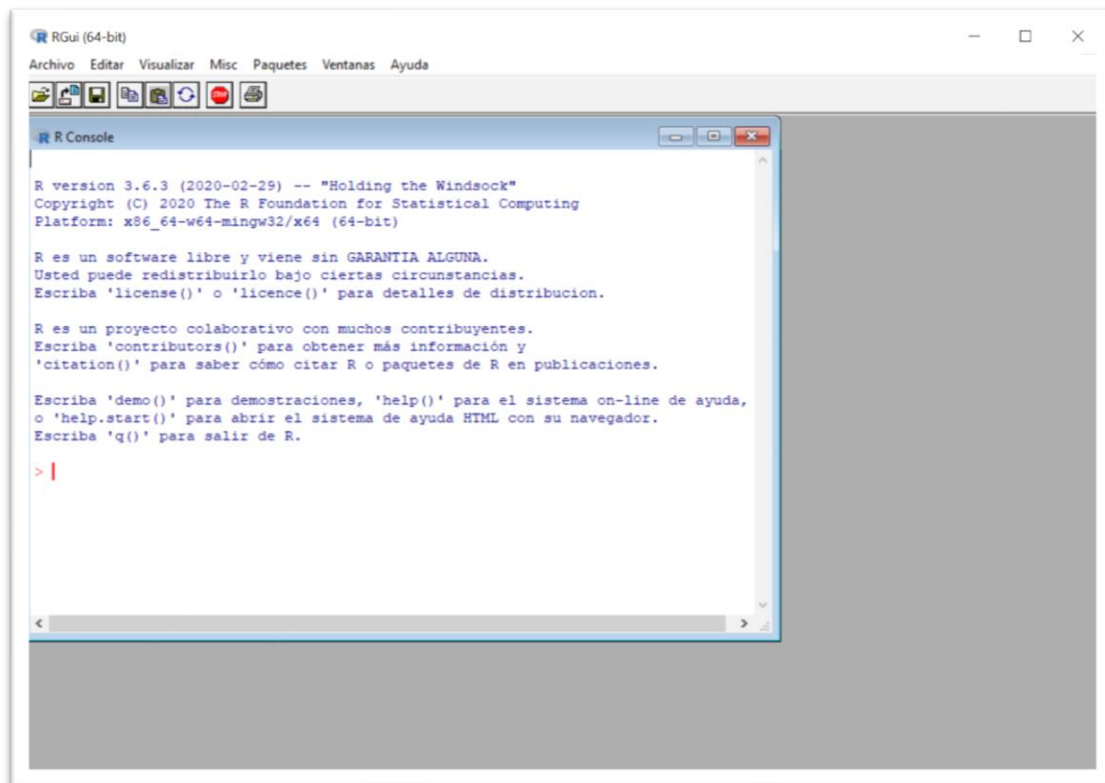 RGui (64-bit)
Archivo Editar Visualizar Misc Paquetes Ventanas Ayuda
STOP
R Console
R version 3.6.3 (2020-02-29) -- "Holding the Windsock"
Copyright (C) 2020 The R Foundation for Statistical Computing
Platform: x86_64-w64-mingw32/x64 (64-bit)
R es un software libre y viene sin GARANTIA ALGUNA.
Usted puede redistribuirlo bajo ciertas circunstancias.
Escriba 'license()' o 'licence()' para detalles de distribucion.
R es un proyecto colaborativo con muchos contribuyentes.
Escriba 'contributors()' para obtener más información y
'citation()' para saber cómo citar R o paquetes de R en publicaciones.
Escriba 'demo()' para demostraciones, 'help()' para el sistema on-line de ayuda,
o 'help.start()' para abrir el sistema de ayuda HTML con su navegador.
Escriba 'q()' para salir de R.
>